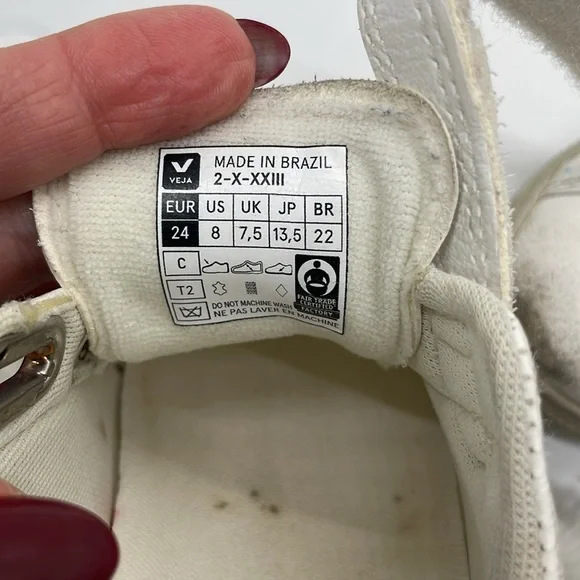 VEJA
MADE IN BRAZIL
2-X-XXIII
EUR US UK JP BR
24 8 7,5 13,5 22
C
T2
FAIR TRADE
CERTIFIED
FACTORY
DO NOT MACHINE WASH
NE PAS LAVER EN MACHINE